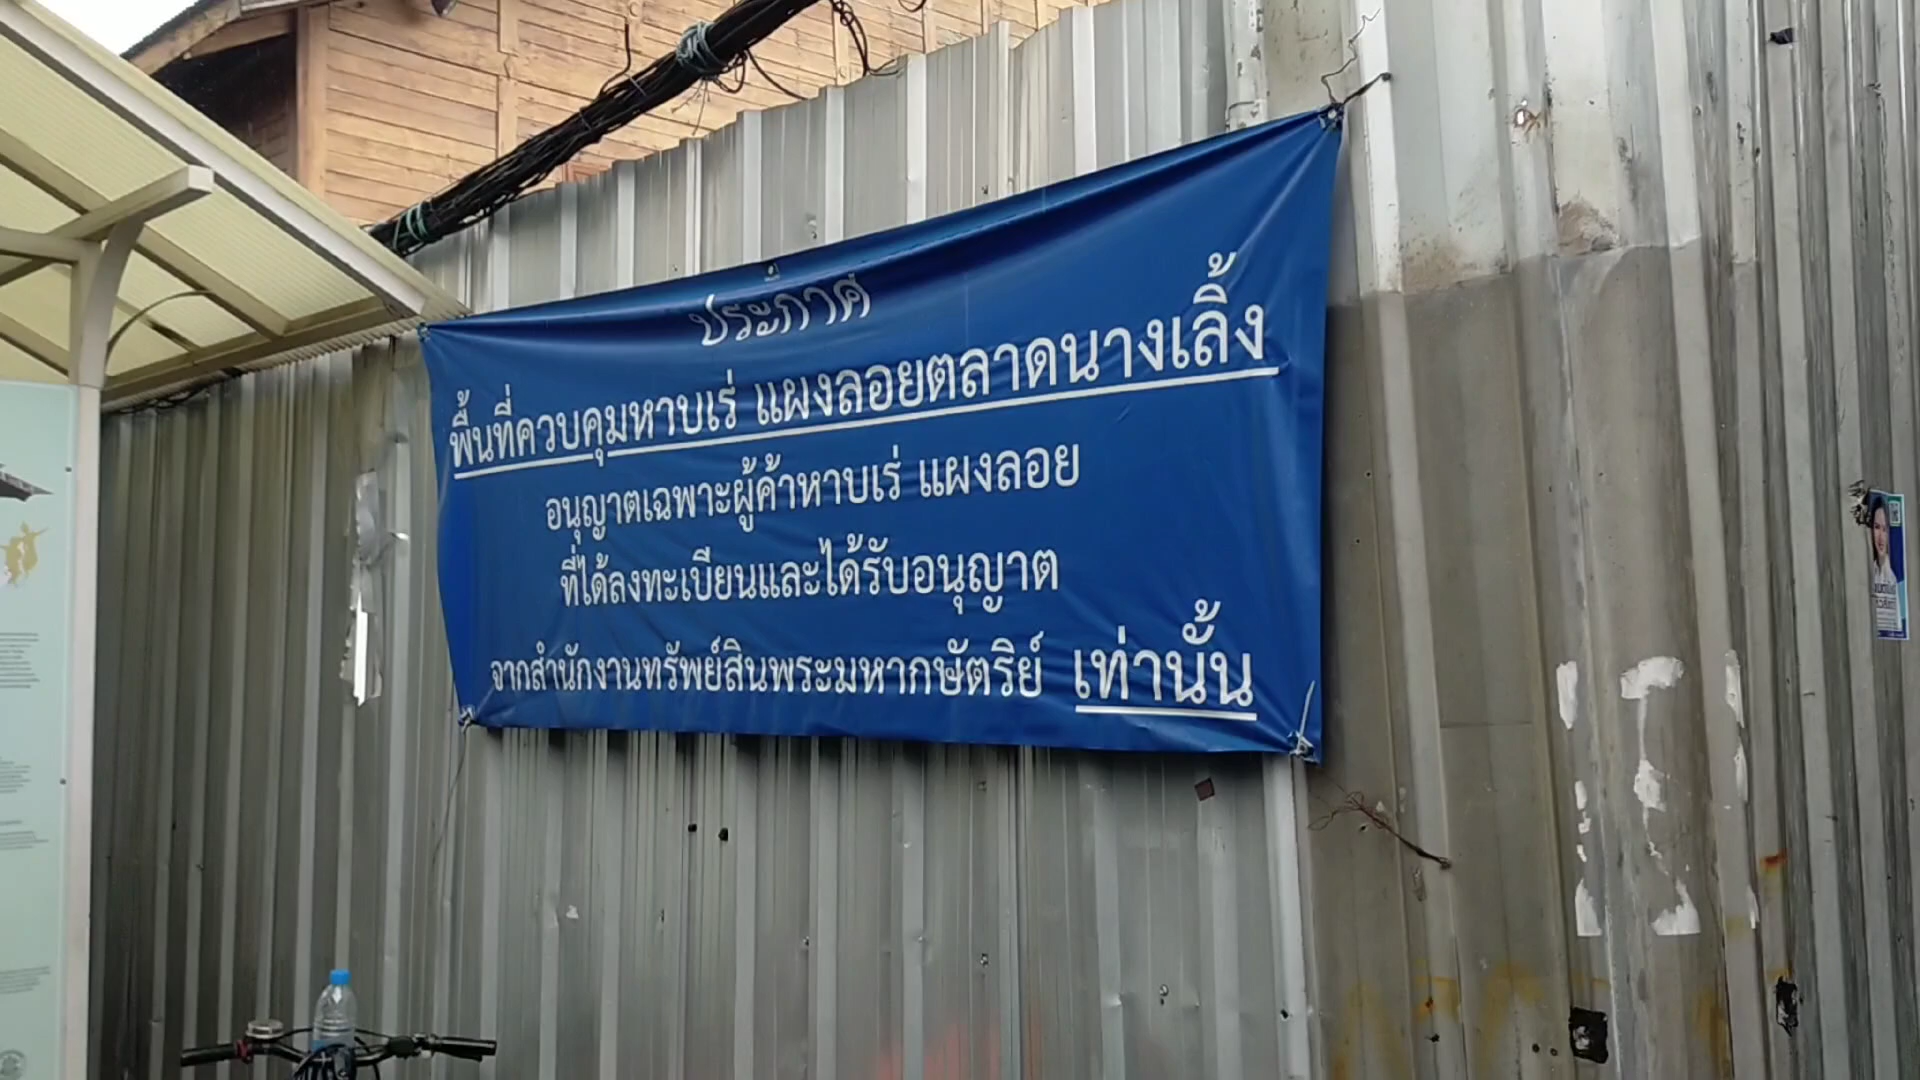 ประกาศ
พื้นที่ควบคุมหาบเร่ แผงลอยตลาดนางเลิ้ง
อนุญาตเฉพาะผู้ค้าหาบเร่ แผงลอย
ที่ได้ลงทะเบียนและได้รับอนุญาต
จากสำนักงานทรัพย์สินพระมหากษัตริย์ เท่านั้น